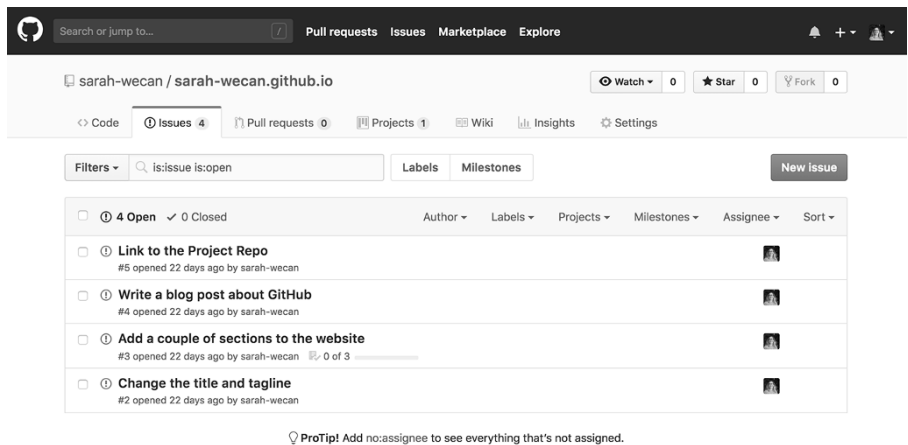 Search or jump to... / Pull requests Issues Marketplace Explore
sarah-wecan / sarah-wecan.github.io Watch 0 Star 0 Fork 0
Code Issues 4 Pull requests 0 Projects 1 Wiki Insights Settings
Filters is:issue is:open Labels Milestones New issue
4 Open 0 Closed Author Labels Projects Milestones Assignee Sort
Link to the Project Repo
#5 opened 22 days ago by sarah-wecan
Write a blog post about GitHub
#4 opened 22 days ago by sarah-wecan
Add a couple of sections to the website
#3 opened 22 days ago by sarah-wecan 0 of 3
Change the title and tagline
#2 opened 22 days ago by sarah-wecan
ProTip! Add no:assignee to see everything that's not assigned.